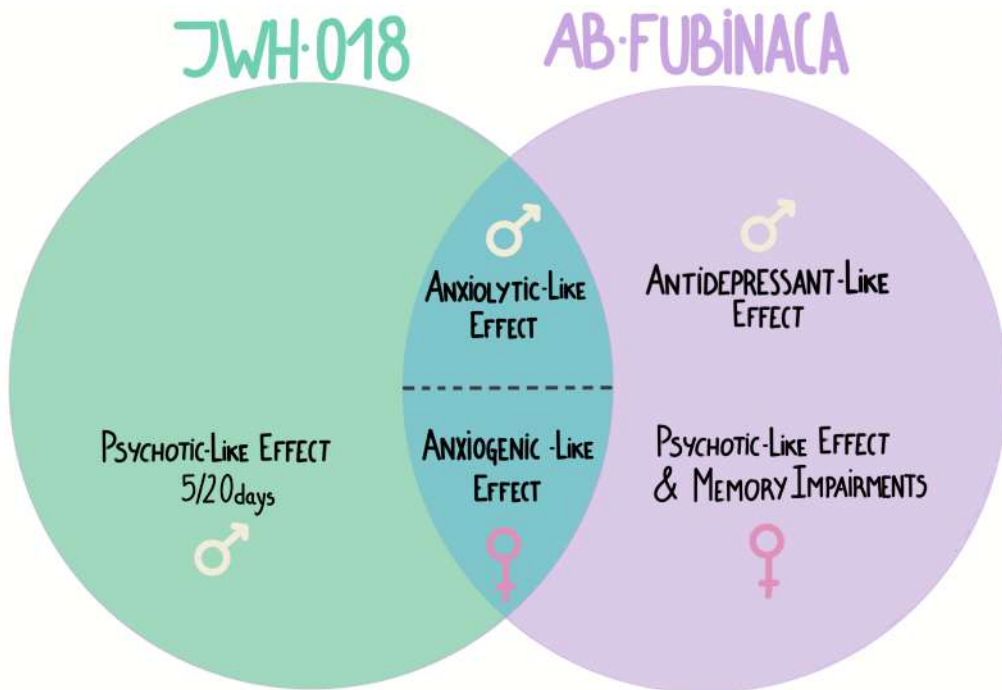 JWH·018
AB·FUBINACA
ANXIOLYTIC-LIKE
EFFECT
ANTIDEPRESSANT-LIKE
EFFECT
PSYCHOTIC-LIKE EFFECT
5/20days
ANXIOGENIC -LIKE
EFFECT
PSYCHOTIC-LIKE EFFECT
& MEMORY IMPAIRMENTS